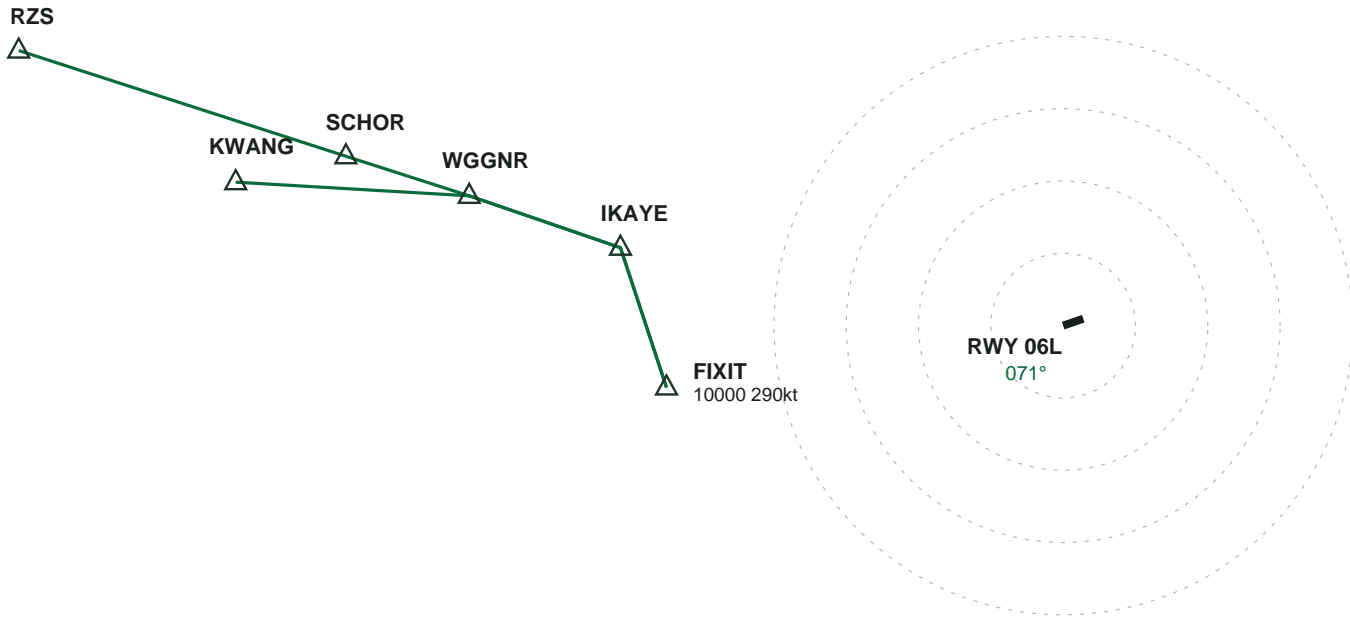 RZS
SCHOR
KWANG
WGGNR
IKAYE
RWY 06L
071°
FIXIT
10000 290kt